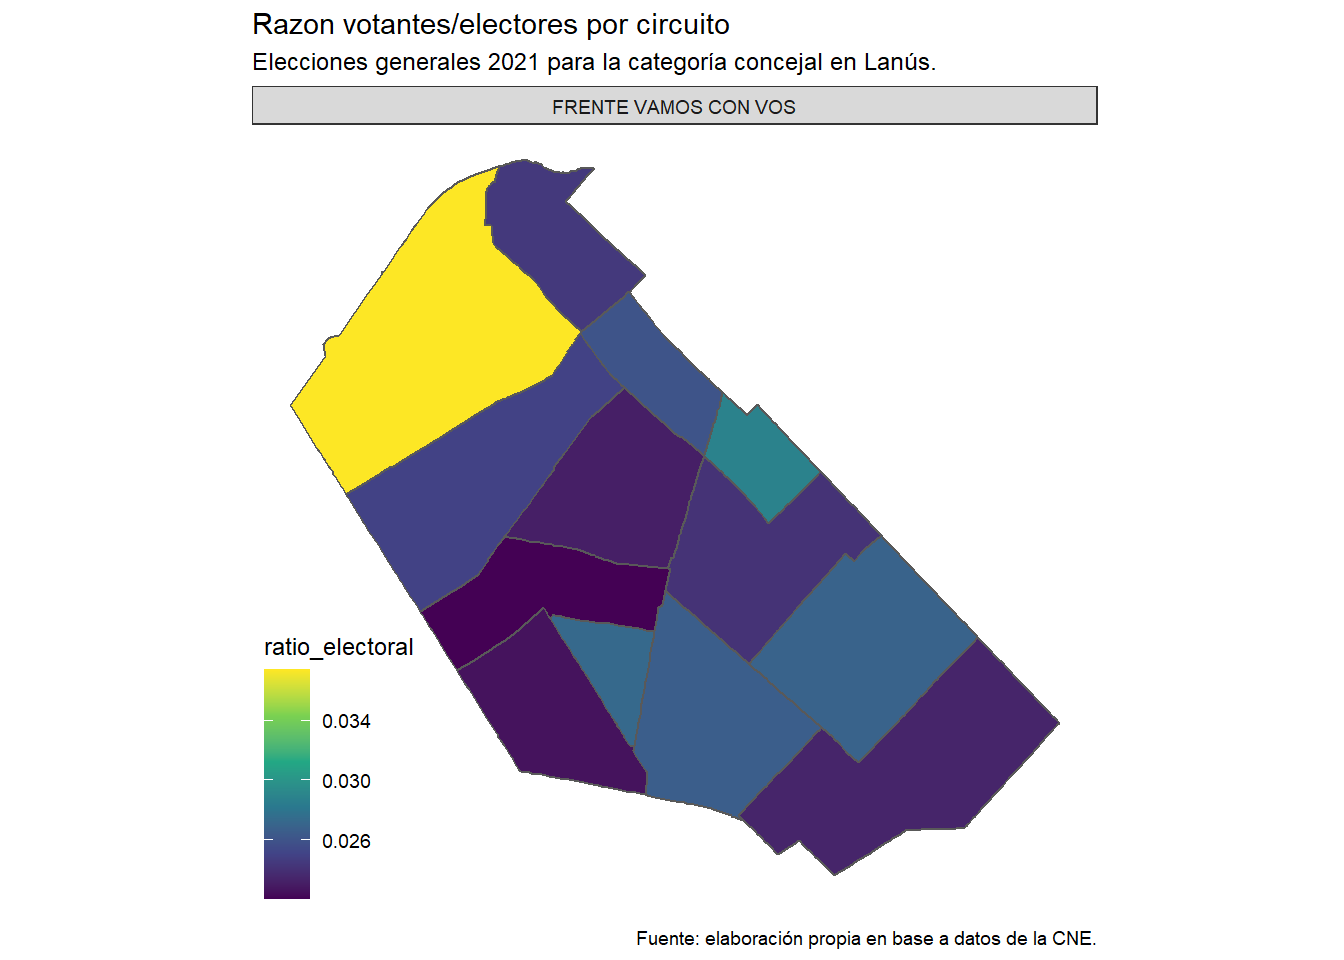 Razon votantes/electores por circuito
Elecciones generales 2021 para la categoría concejal en Lanús.
FRENTE VAMOS CON VOS
ratio_electoral
0.034
0.030
0.026
Fuente: elaboración propia en base a datos de la CNE.